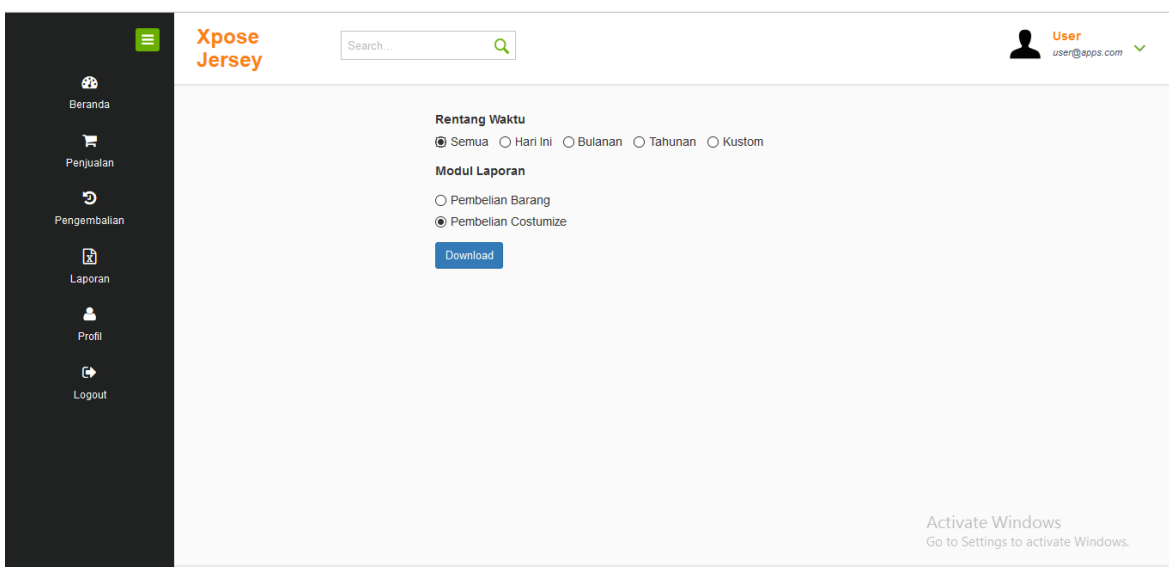 Xpose
Jersey
Search...
User
user@apps.com
Beranda
Penjualan
Pengembalian
Laporan
Profil
Logout
Rentang Waktu
Semua Hari Ini Bulanan Tahunan Kustom
Modul Laporan
Pembelian Barang
Pembelian Costumize
Download
Activate Windows
Go to Settings to activate Windows.